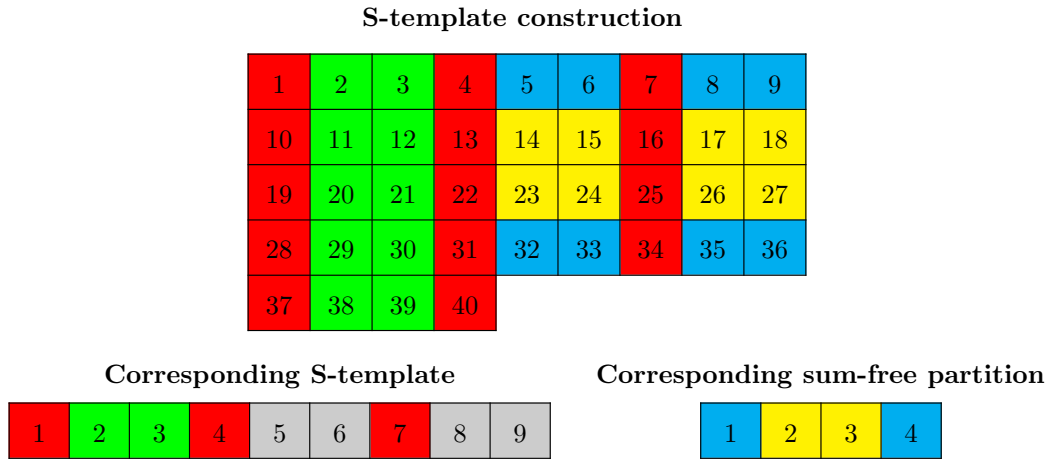 S-template construction
1 2 3 4 5 6 7 8 9
10 11 12 13 14 15 16 17 18
19 20 21 22 23 24 25 26 27
28 29 30 31 32 33 34 35 36
37 38 39 40
Corresponding S-template
1 2 3 4 5 6 7 8 9
Corresponding sum-free partition
1 2 3 4